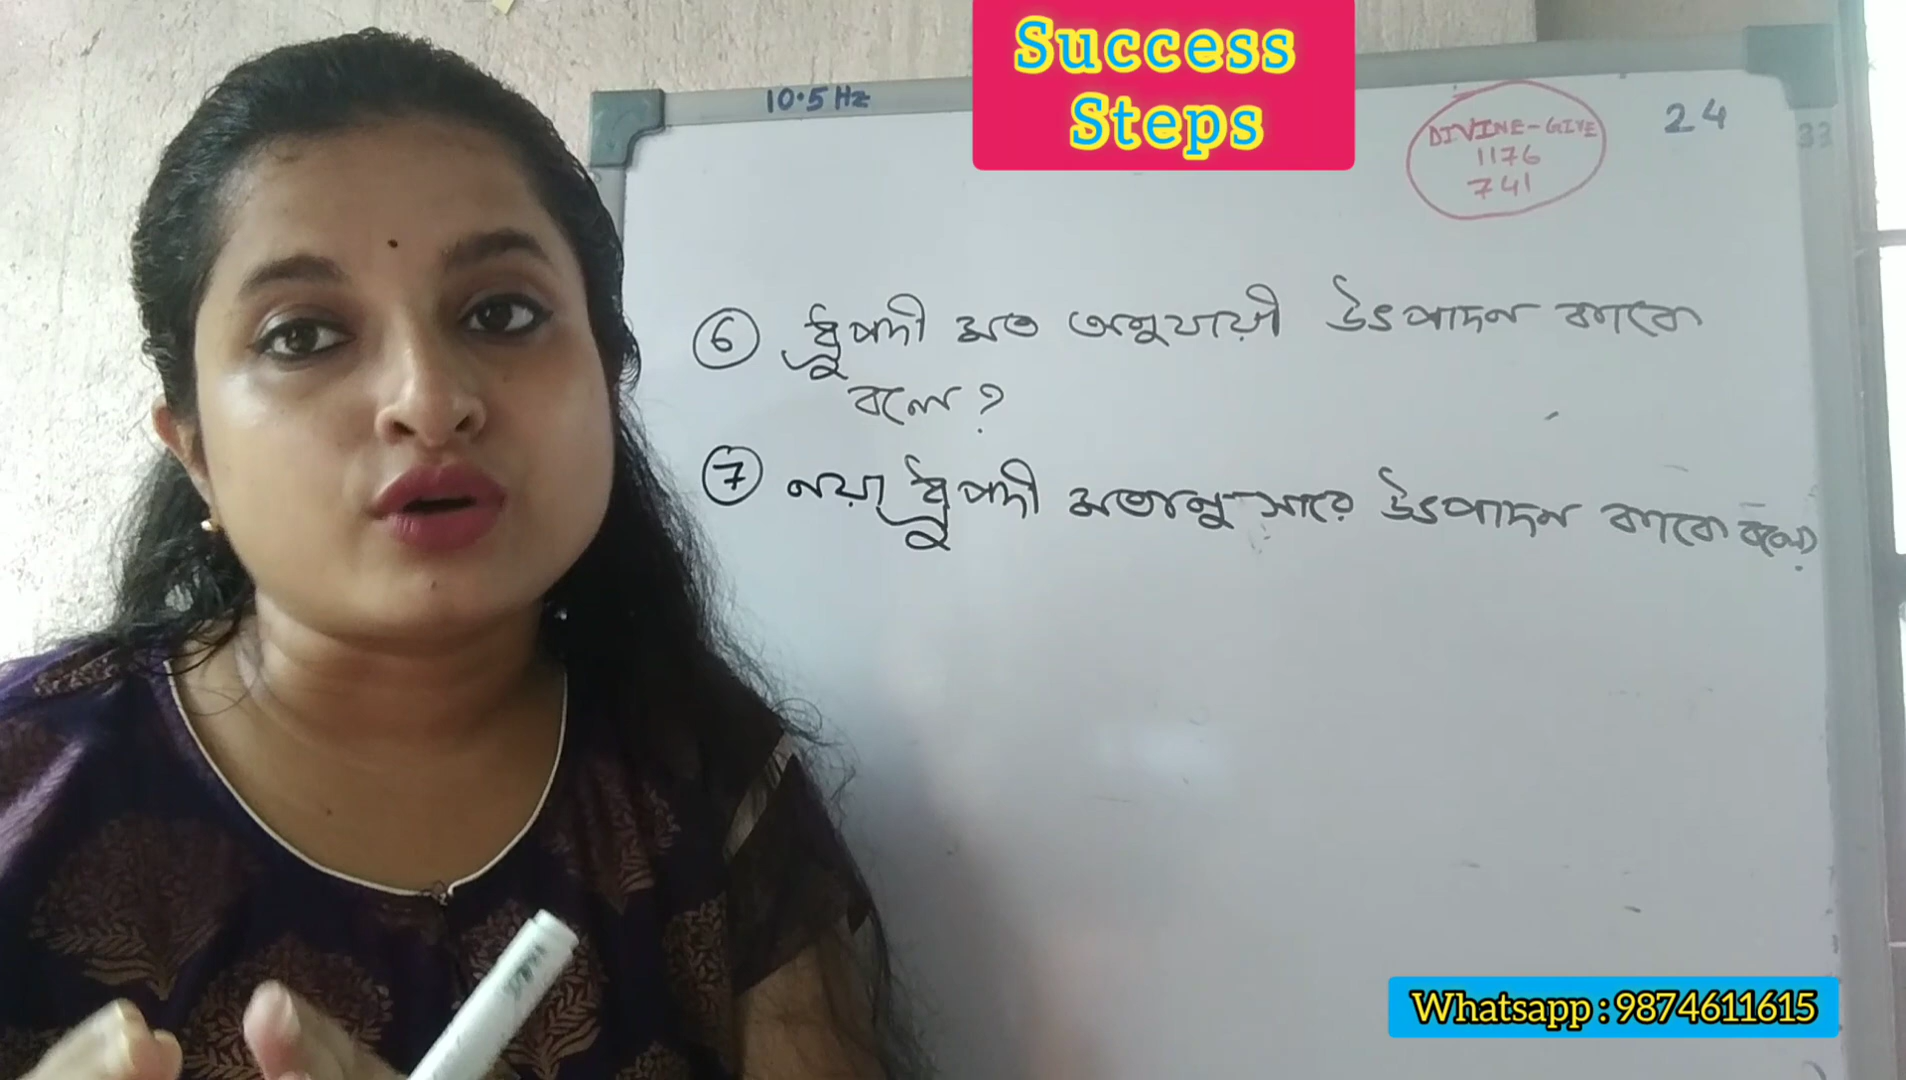 Success
Steps
10.5 Hz
DIVINE-GIVE
1176
741
24
33
⑥ ধ্রুপদী মত অনুযায়ী উৎপাদন কাকে
বলে ?
⑦ নয়া ধ্রুপদী মতানুসারে উৎপাদন কাকে বলে?
Whatsapp : 9874611615